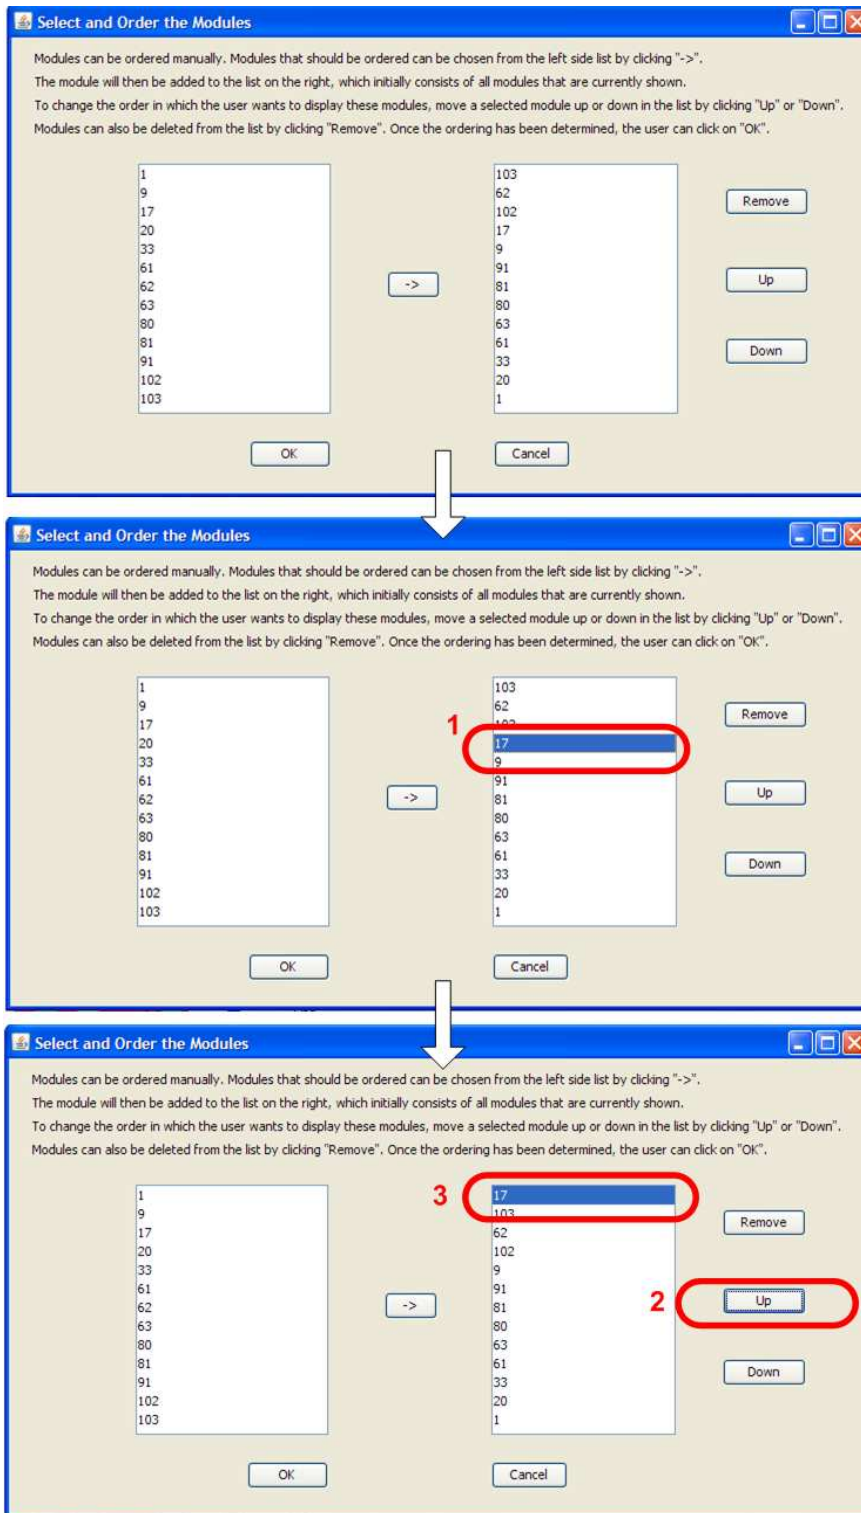 Select and Order the Modules
Modules can be ordered manually. Modules that should be ordered can be chosen from the left side list by clicking "->".
The module will then be added to the list on the right, which initially consists of all modules that are currently shown.
To change the order in which the user wants to display these modules, move a selected module up or down in the list by clicking "Up" or "Down".
Modules can also be deleted from the list by clicking "Remove". Once the ordering has been determined, the user can click on "OK".
1
9
17
20
33
61
62
63
80
81
91
102
103
->
103
62
102
17
9
91
81
80
63
61
33
20
1
Remove
Up
Down
OK
Cancel
Select and Order the Modules
Modules can be ordered manually. Modules that should be ordered can be chosen from the left side list by clicking "->".
The module will then be added to the list on the right, which initially consists of all modules that are currently shown.
To change the order in which the user wants to display these modules, move a selected module up or down in the list by clicking "Up" or "Down".
Modules can also be deleted from the list by clicking "Remove". Once the ordering has been determined, the user can click on "OK".
1
9
17
20
33
61
62
63
80
81
91
102
103
->
1
103
62
102
17
9
91
81
80
63
61
33
20
1
Remove
Up
Down
OK
Cancel
Select and Order the Modules
Modules can be ordered manually. Modules that should be ordered can be chosen from the left side list by clicking "->".
The module will then be added to the list on the right, which initially consists of all modules that are currently shown.
To change the order in which the user wants to display these modules, move a selected module up or down in the list by clicking "Up" or "Down".
Modules can also be deleted from the list by clicking "Remove". Once the ordering has been determined, the user can click on "OK".
1
9
17
20
33
61
62
63
80
81
91
102
103
->
3
17
103
62
102
9
91
81
80
63
61
33
20
1
Remove
2
Up
Down
OK
Cancel